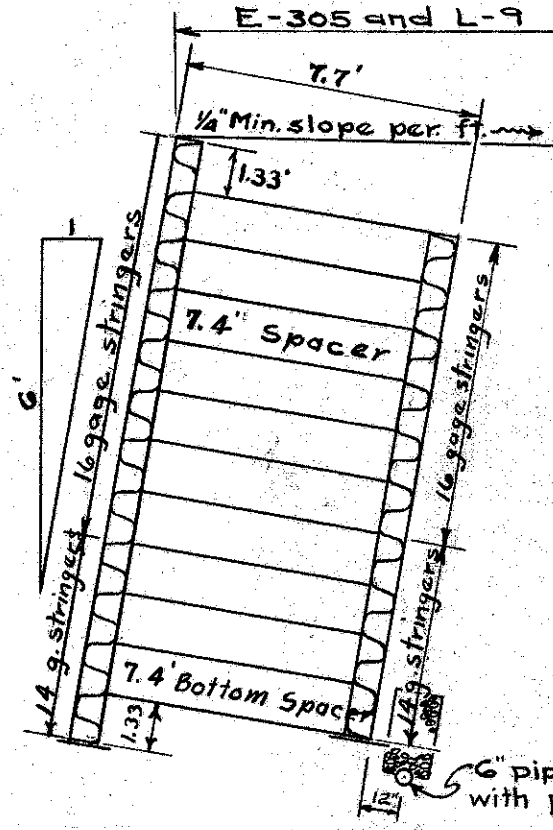 E-305 and L-9
7.7'
1/4" Min. slope per. ft.
1.33'
1
6'
16 gage stringers
7.4' Spacer
16 gage stringers
14 g. stringers
7.4' Bottom Spacer
14 g. stringers
1.33
12"
6" pip
with p